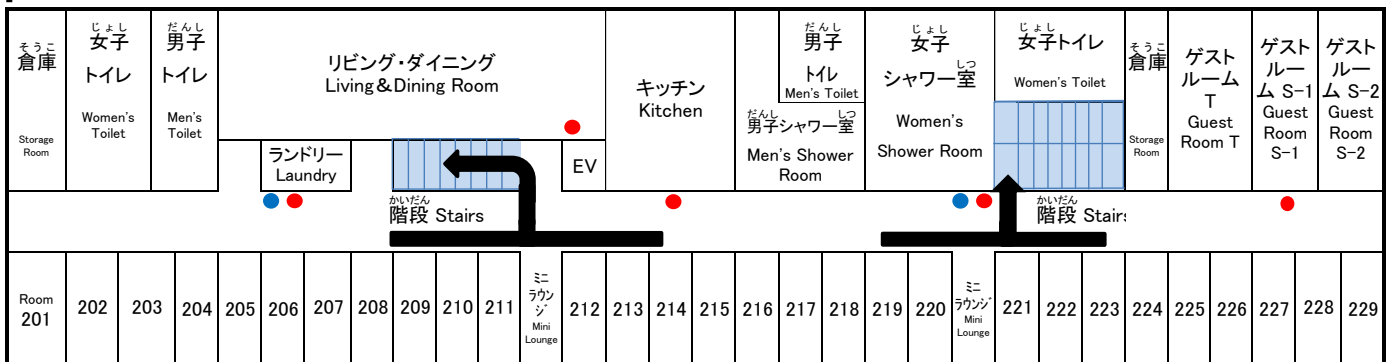 そうこ
倉庫
Storage
Room
じょし
女子
トイレ
Women's
Toilet
だんし
男子
トイレ
Men's
Toilet
リビング・ダイニング
Living＆Dining Room
ランドリー
Laundry
EV
キッチン
Kitchen
だんし
男子
トイレ
Men's Toilet
だんし しつ
男子シャワー室
Men's Shower
Room
じょし
女子
しつ
シャワー室
Women's
Shower Room
じょし
女子トイレ
Women's Toilet
そうこ
倉庫
Storage
Room
ゲスト
ルーム
T
Guest
Room T
ゲスト
ルー
ム S-1
Guest
Room
S-1
ゲスト
ルー
ム S-2
Guest
Room
S-2
かいだん
階段 Stairs
かいだん
階段 Stairs
Room
201
202
203
204
205
206
207
208
209
210
211
ミニ
ラウン
ジ
Mini
Lounge
212
213
214
215
216
217
218
219
220
ミニ
ラウンジ
Mini
Lounge
221
222
223
224
225
226
227
228
229